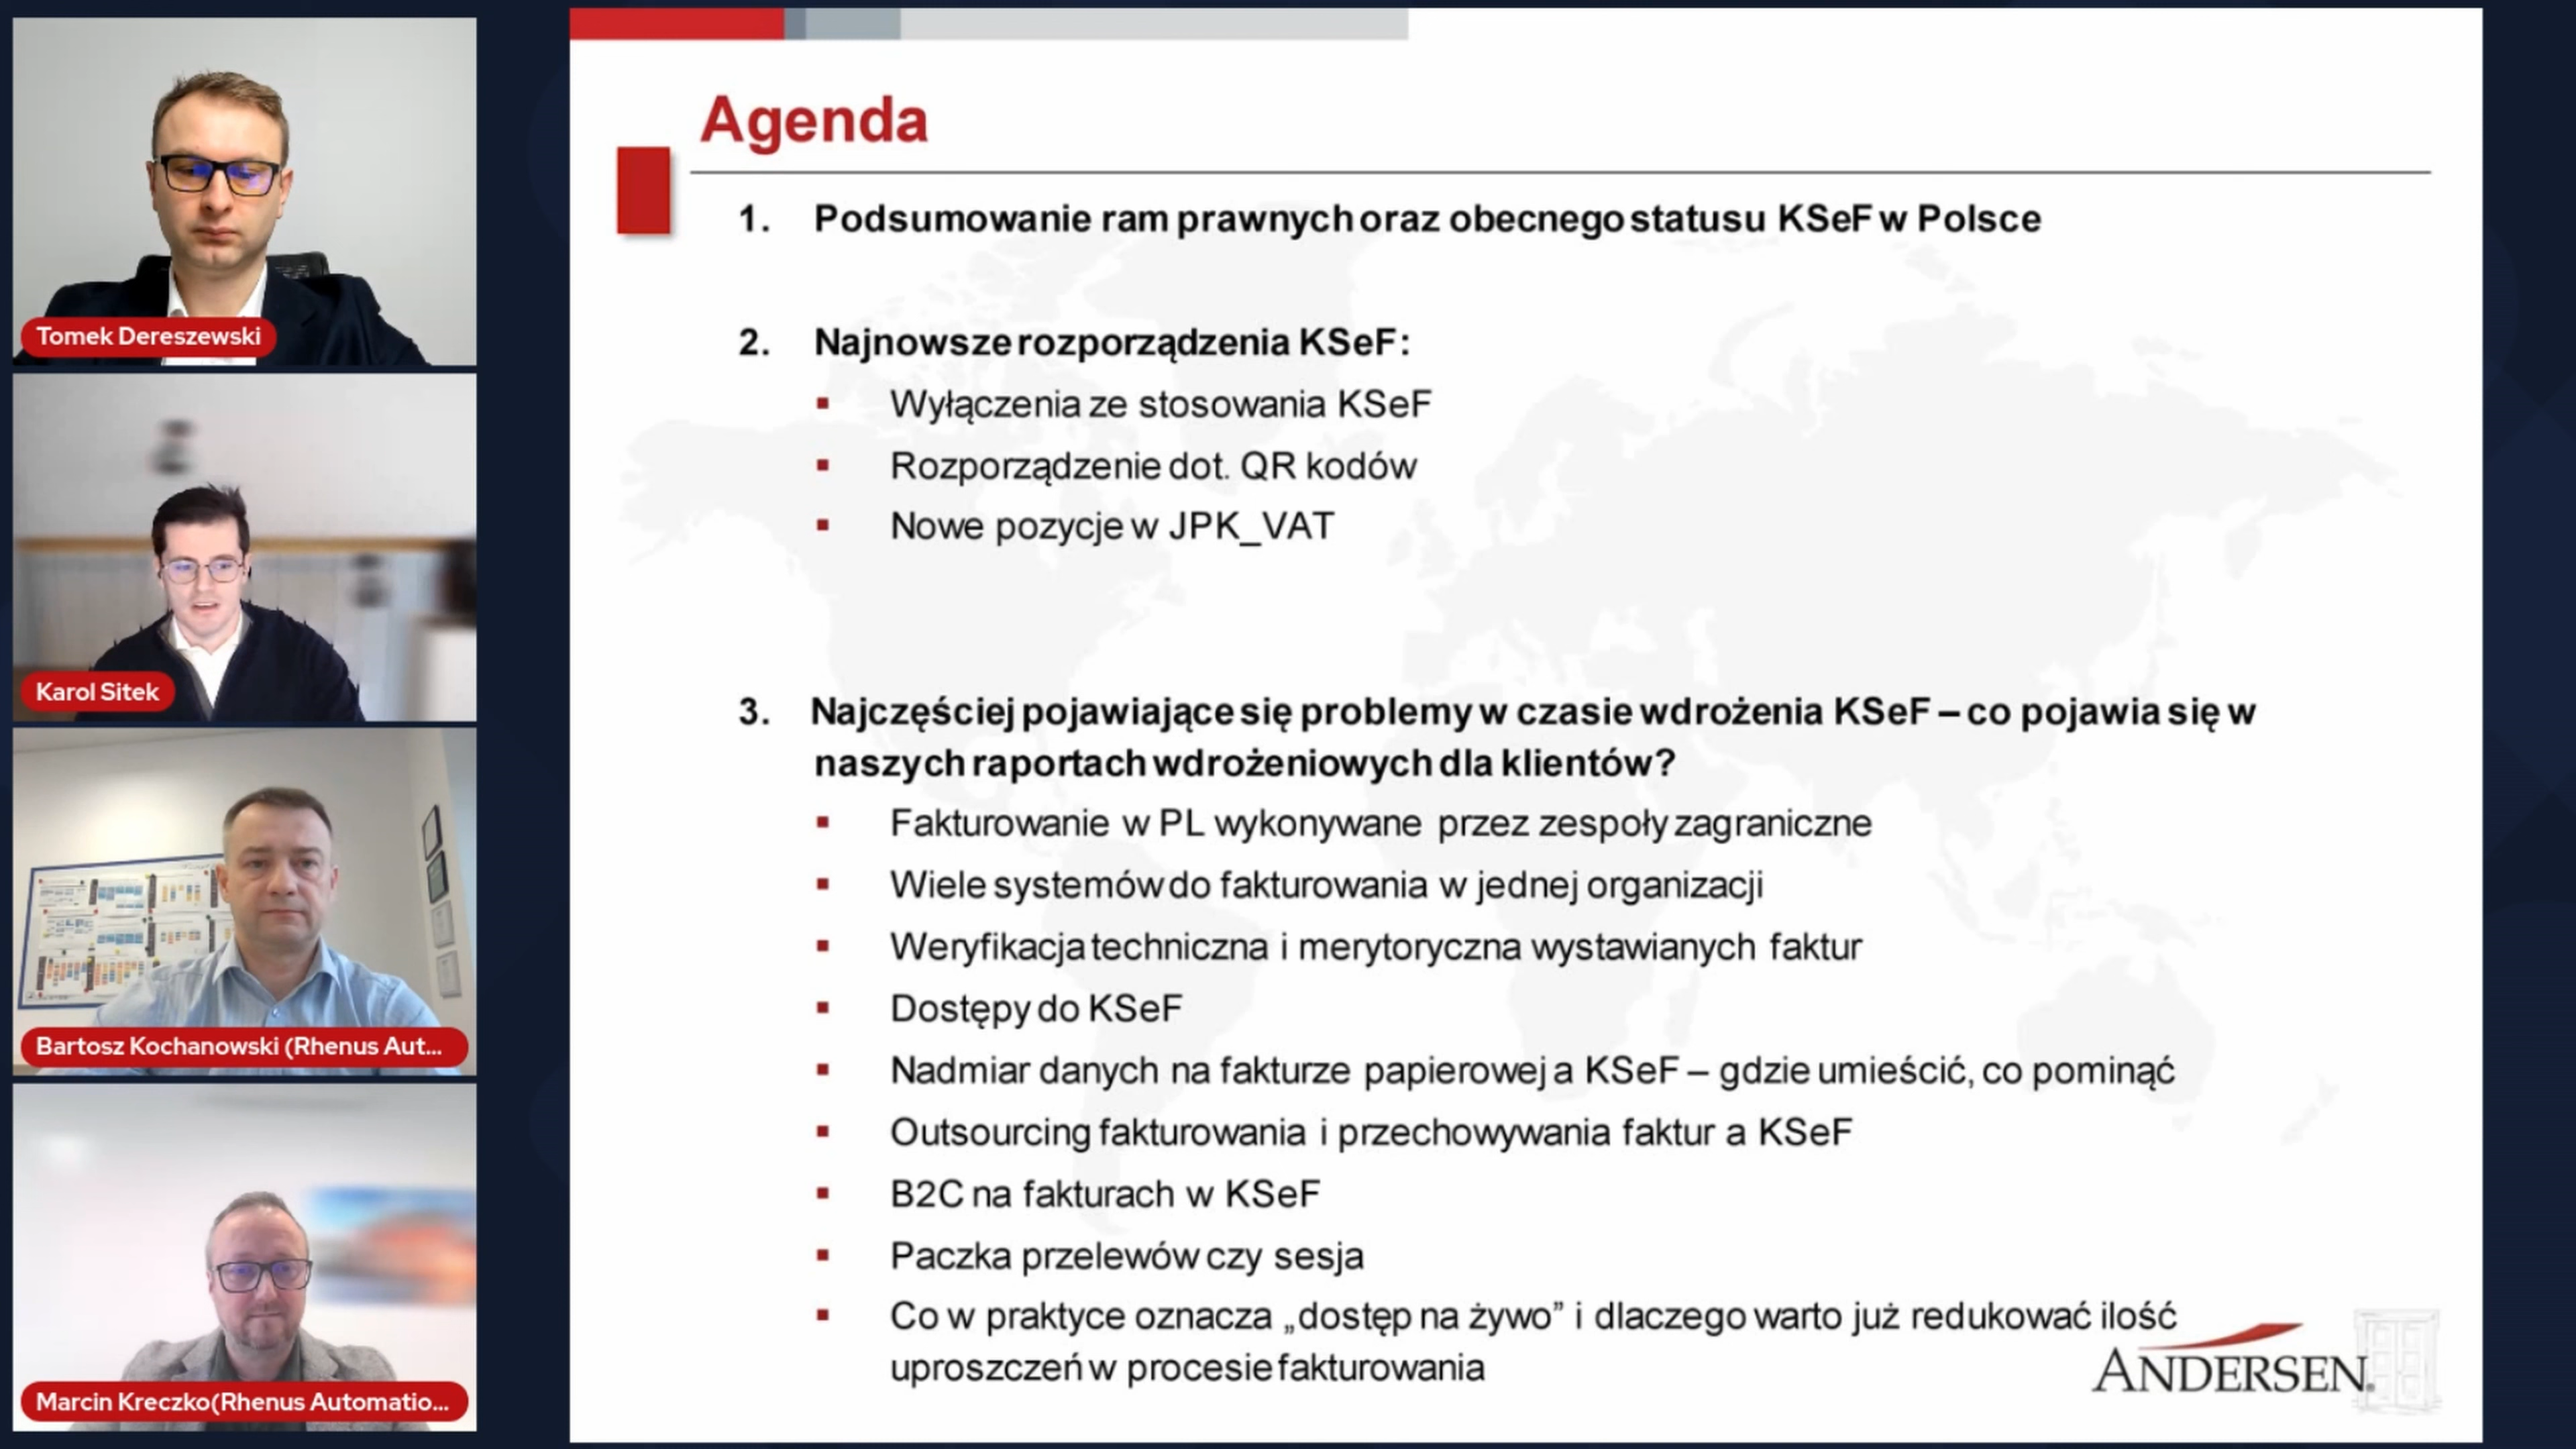 Tomek Dereszewski
Karol Sitek
Bartosz Kochanowski (Rhenus Aut...
Marcin Kreczko(Rhenus Automatio...
Agenda
1. Podsumowanie ram prawnych oraz obecnego statusu KSeF w Polsce
2. Najnowsze rozporządzenia KSeF:
▪ Wyłączenia ze stosowania KSeF
▪ Rozporządzenie dot. QR kodów
▪ Nowe pozycje w JPK_VAT
3. Najczęściej pojawiające się problemy w czasie wdrożenia KSeF – co pojawia się w
naszych raportach wdrożeniowych dla klientów?
▪ Fakturowanie w PL wykonywane przez zespoły zagraniczne
▪ Wiele systemów do fakturowania w jednej organizacji
▪ Weryfikacja techniczna i merytoryczna wystawianych faktur
▪ Dostępy do KSeF
▪ Nadmiar danych na fakturze papierowej a KSeF – gdzie umieścić, co pominąć
▪ Outsourcing fakturowania i przechowywania faktur a KSeF
▪ B2C na fakturach w KSeF
▪ Paczka przelewów czy sesja
▪ Co w praktyce oznacza „dostęp na żywo” i dlaczego warto już redukować ilość
uproszczeń w procesie fakturowania
ANDERSEN.